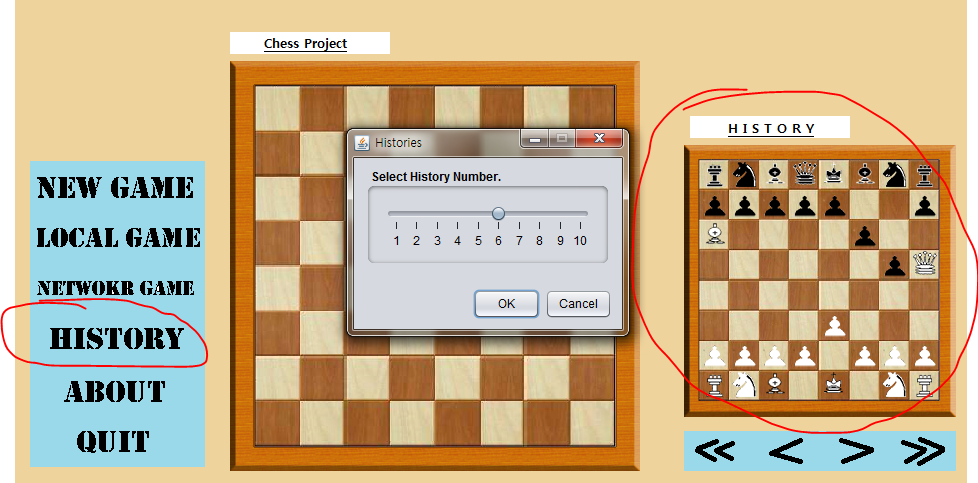 Chess Project
Histories
Select History Number.
1 2 3 4 5 6 7 8 9 10
OK Cancel
H I S T O R Y
NEW GAME
LOCAL GAME
NETWOKR GAME
HISTORY
ABOUT
QUIT